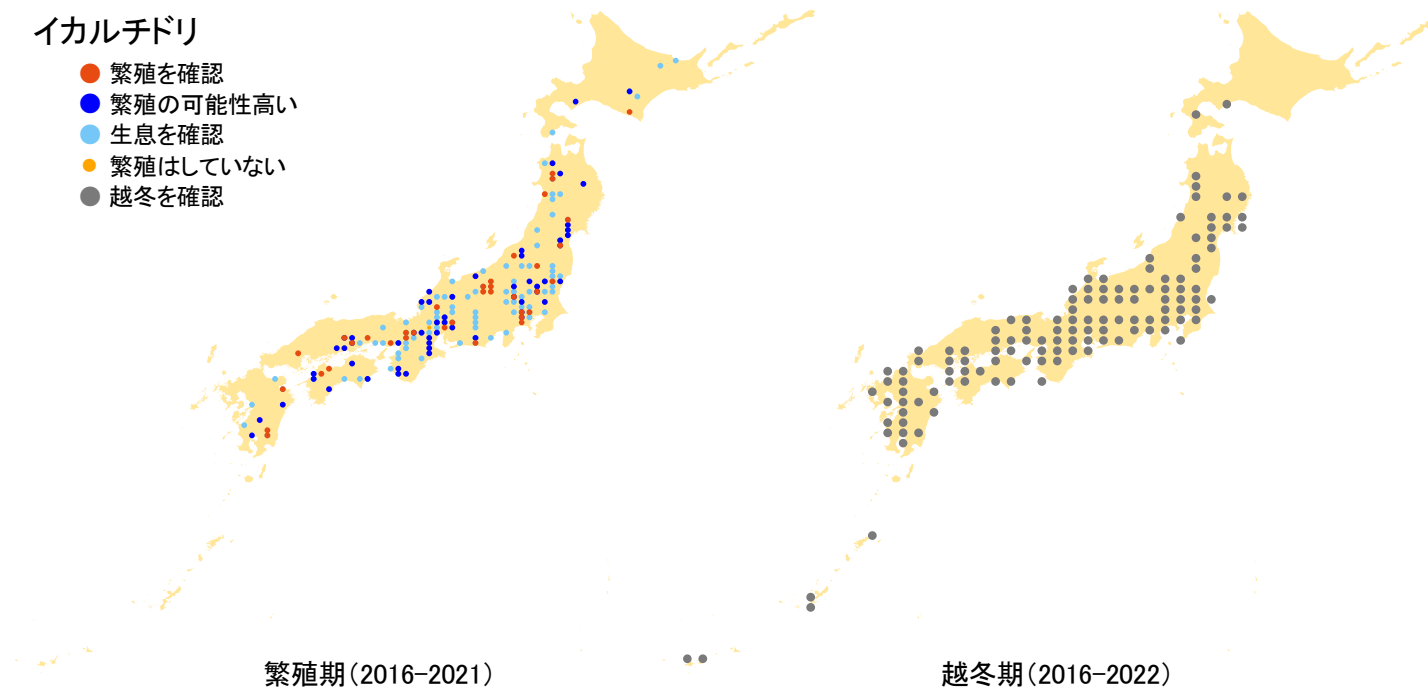 イカルチドリ
繁殖を確認
繁殖の可能性高い
生息を確認
繁殖はしていない
越冬を確認
繁殖期(2016-2021)
越冬期(2016-2022)